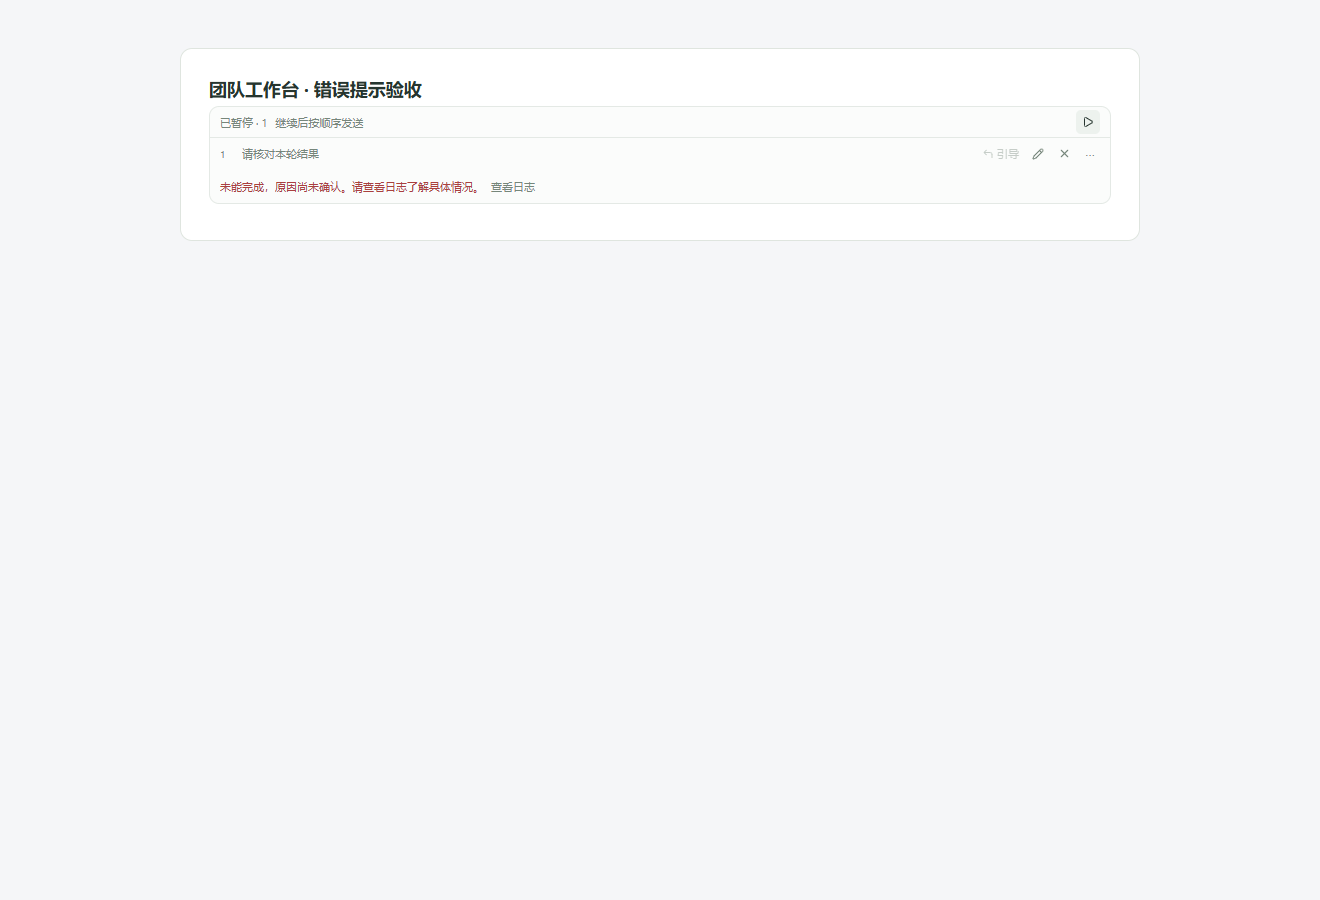 团队工作台 · 错误提示验收
已暂停 · 1 继续后按顺序发送
1 请核对本轮结果 引导 ...
未能完成，原因尚未确认。请查看日志了解具体情况。 查看日志